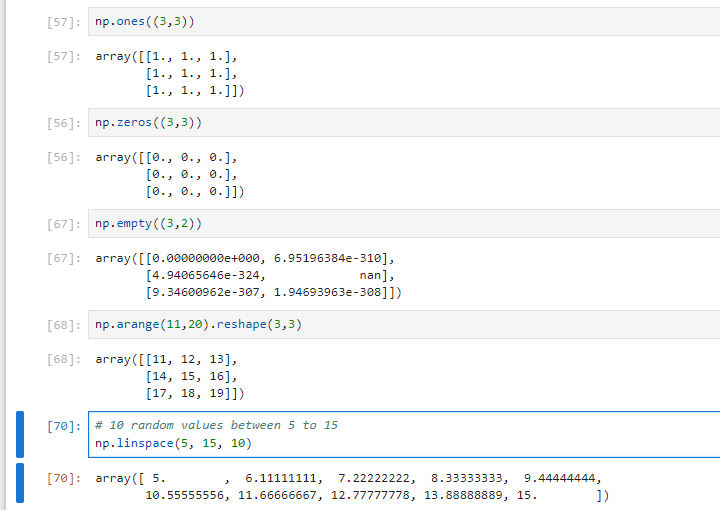 [57]: np.ones((3,3))
[57]: array([[1., 1., 1.],
[1., 1., 1.],
[1., 1., 1.]])
[56]: np.zeros((3,3))
[56]: array([[0., 0., 0.],
[0., 0., 0.],
[0., 0., 0.]])
[67]: np.empty((3,2))
[67]: array([[0.00000000e+000, 6.95196384e-310],
[4.94065646e-324,             nan],
[9.34600962e-307, 1.94693963e-308]])
[68]: np.arange(11,20).reshape(3,3)
[68]: array([[11, 12, 13],
[14, 15, 16],
[17, 18, 19]])
[70]: # 10 random values between 5 to 15
np.linspace(5, 15, 10)
[70]: array([ 5.        ,  6.11111111,  7.22222222,  8.33333333,  9.44444444,
10.55555556, 11.66666667, 12.77777778, 13.88888889, 15.        ])